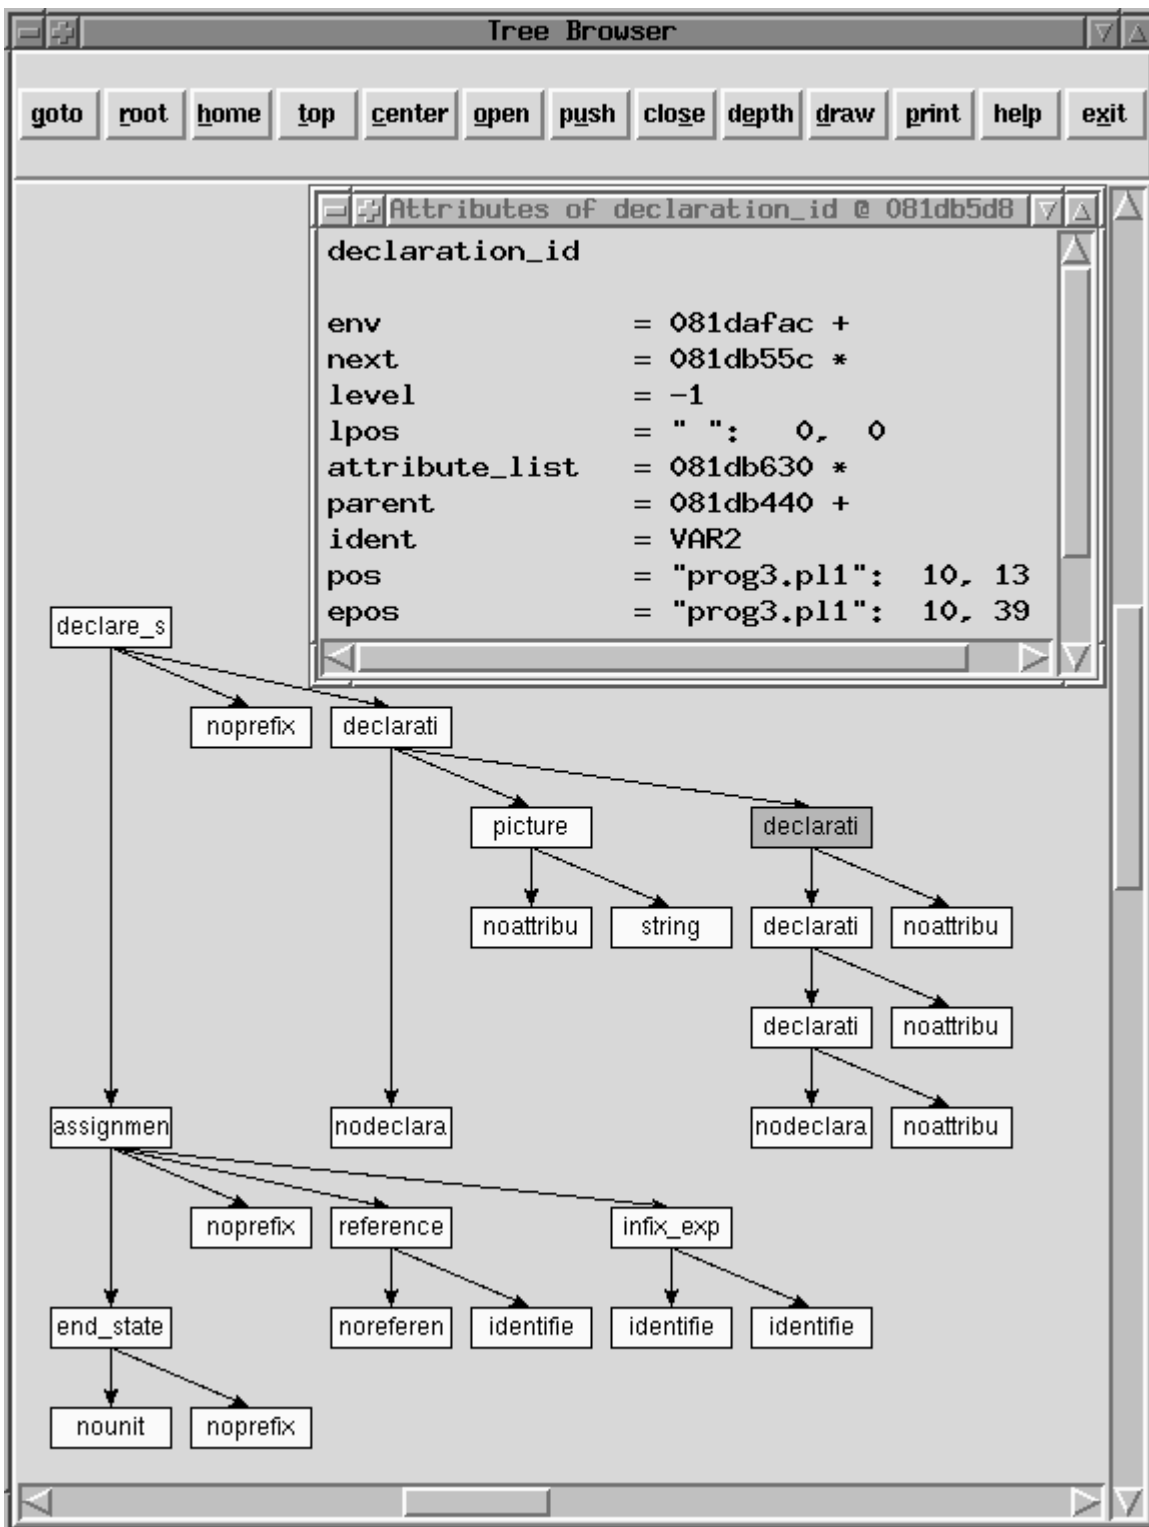 Tree Browser
goto root home top center open push close depth draw print help exit
Attributes of declaration_id @ 081db5d8
declaration_id
env = 081dafac +
next = 081db55c *
level = -1
lpos = " ": 0, 0
attribute_list = 081db630 *
parent = 081db440 +
ident = VAR2
pos = "prog3.pl1": 10, 13
epos = "prog3.pl1": 10, 39
declare_s
noprefix declarati
picture declarati
noattribu string declarati noattribu
declarati noattribu
assignmen nodeclara nodeclara noattribu
noprefix reference infix_exp
end_state noreferen identifie identifie identifie
nounit noprefix